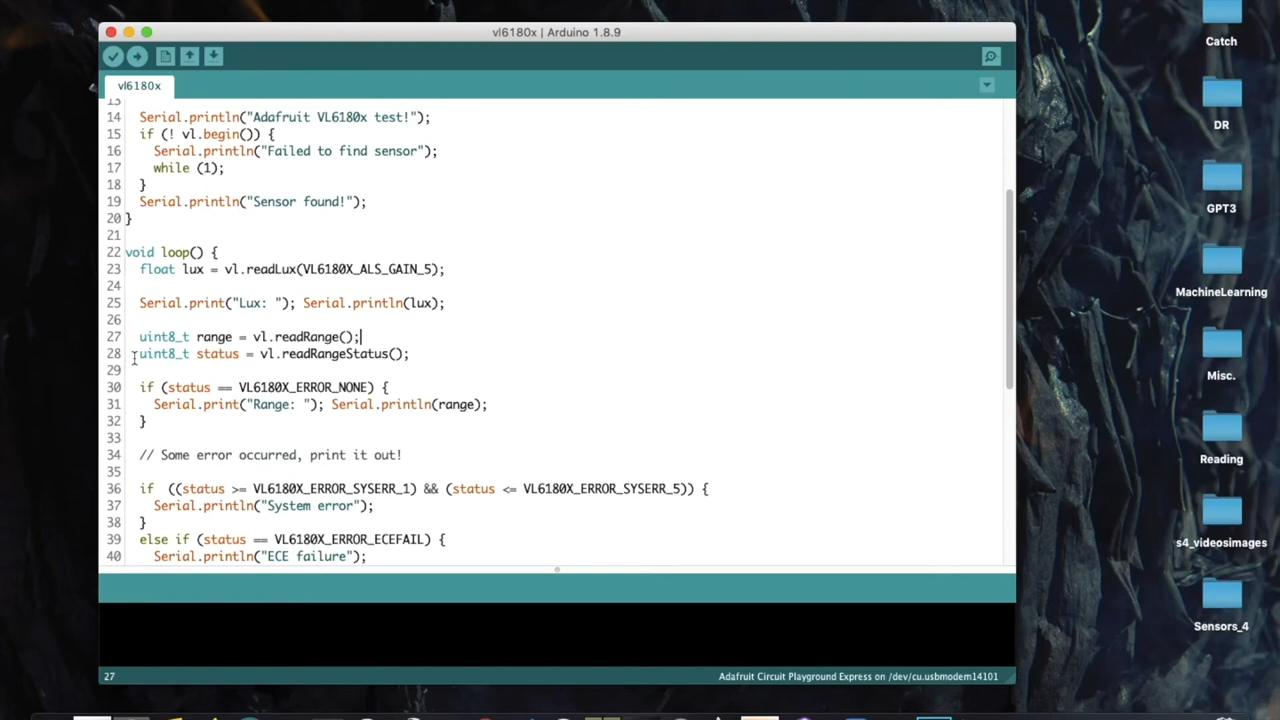 vl6180x | Arduino 1.8.9
vl6180x
13
14 Serial.println("Adafruit VL6180x test!");
15 if (! vl.begin()) {
16 Serial.println("Failed to find sensor");
17 while (1);
18 }
19 Serial.println("Sensor found!");
20 }
21
22 void loop() {
23 float lux = vl.readLux(VL6180X_ALS_GAIN_5);
24
25 Serial.print("Lux: "); Serial.println(lux);
26
27 uint8_t range = vl.readRange();
28 uint8_t status = vl.readRangeStatus();
29
30 if (status == VL6180X_ERROR_NONE) {
31 Serial.print("Range: "); Serial.println(range);
32 }
33
34 // Some error occurred, print it out!
35
36 if  ((status >= VL6180X_ERROR_SYSERR_1) && (status <= VL6180X_ERROR_SYSERR_5)) {
37 Serial.println("System error");
38 }
39 else if (status == VL6180X_ERROR_ECEFAIL) {
40 Serial.println("ECE failure");
27
Adafruit Circuit Playground Express on /dev/cu.usbmodem14101
Catch
DR
GPT3
MachineLearning
Misc.
Reading
s4_videosimages
Sensors_4